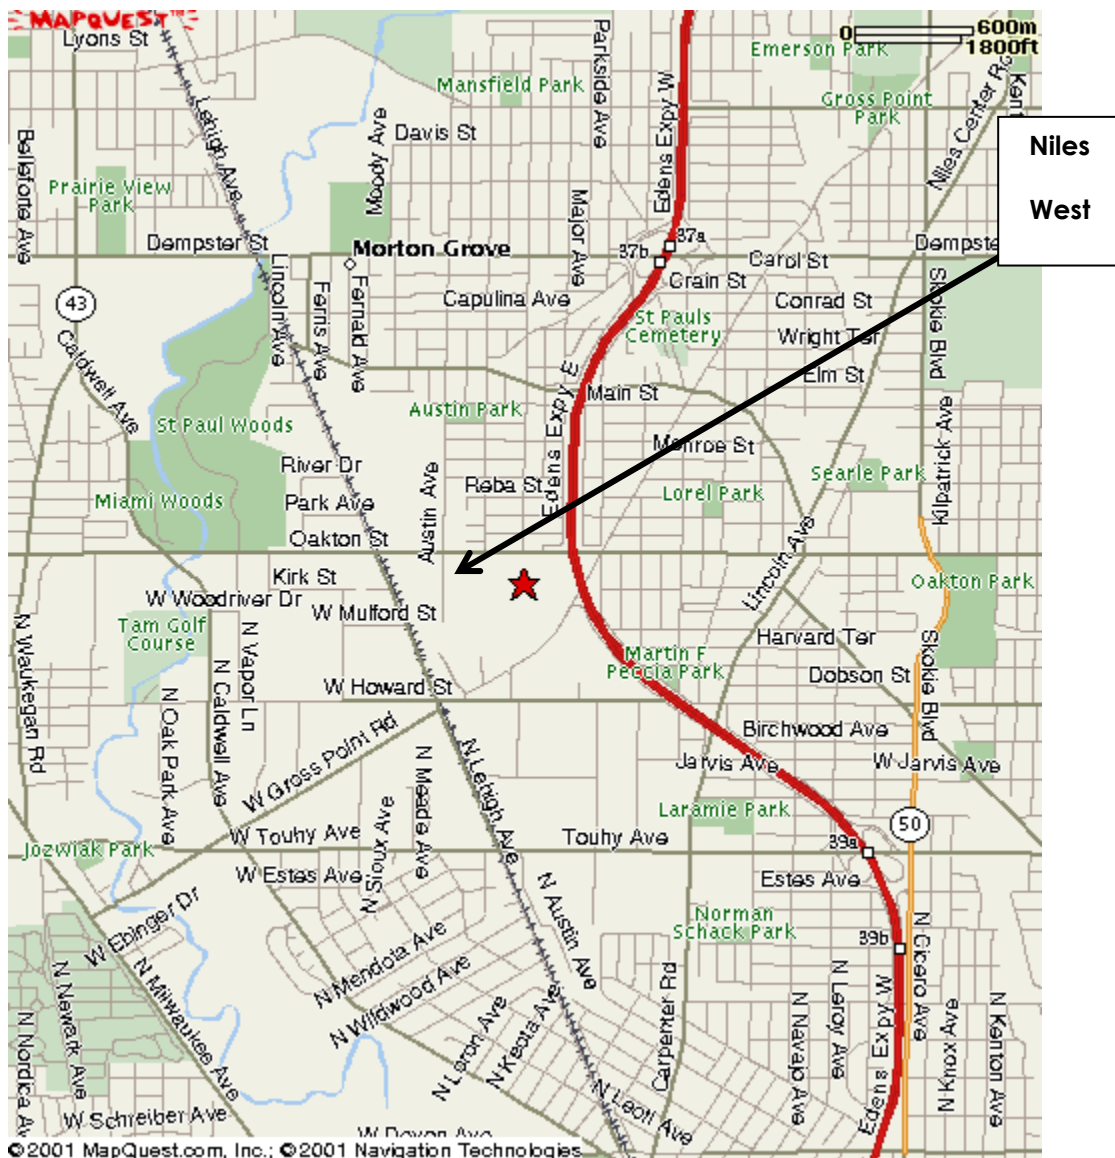 MAPQUEST
Lyons St
0 600m
1800ft
Emerson Park
Parkside Ave
Edens Expy W
Mansfield Park
Gross Point
Park
Niles Center Rd
Lehigh Ave
Belleforte Ave
Moody Ave
Davis St
Niles
West
Prairie View
Park
Major Ave
Dempster St
Morton Grove
37a
37b
Carol St
Crain St
Conrad St
Capulina Ave
43
Lincoln Ave
Ferris Ave
Fernald Ave
St Pauls
Cemetery
Wright Ter
Skokie Blvd
Caldwell Ave
Elm St
Edens Expy E
Main St
Austin Park
St Paul Woods
Monroe St
Kilpatrick Ave
River Dr
Searle Park
Austin Ave
Reba St
Lorel Park
Miami Woods
Park Ave
Oakton St
Lincoln Ave
Kirk St
Oakton Park
W Woodriver Dr
W Mulford St
Tam Golf
Course
N Waukegan Rd
N Vapor Ln
N Caldwell Ave
N Oak Park Ave
Harvard Ter
Skokie Blvd
Martin F
Peccia Park
Dobson St
W Howard St
Birchwood Ave
W Gross Point Rd
N Meade Ave
N Lehigh Ave
Jarvis Ave
W Jarvis Ave
Laramie Park
50
N Sioux Ave
W Touhy Ave
Touhy Ave
39a
Jozwiak Park
W Estes Ave
Estes Ave
N Austin Ave
Norman
Schack Park
W Ebinger Dr
39b
N Cicero Ave
N Mendota Ave
N Wildwood Ave
N Milwaukee Ave
N Newark Ave
N Nordica Av
N Loron Ave
N Keota Ave
Carpenter Rd
N Navajo Ave
N Leroy Ave
Edens Expy W
N Knox Ave
N Kenton Ave
N Leoti Ave
W Schreiber Ave
W Devon Ave
©2001 MapQuest.com, Inc.; ©2001 Navigation Technologies